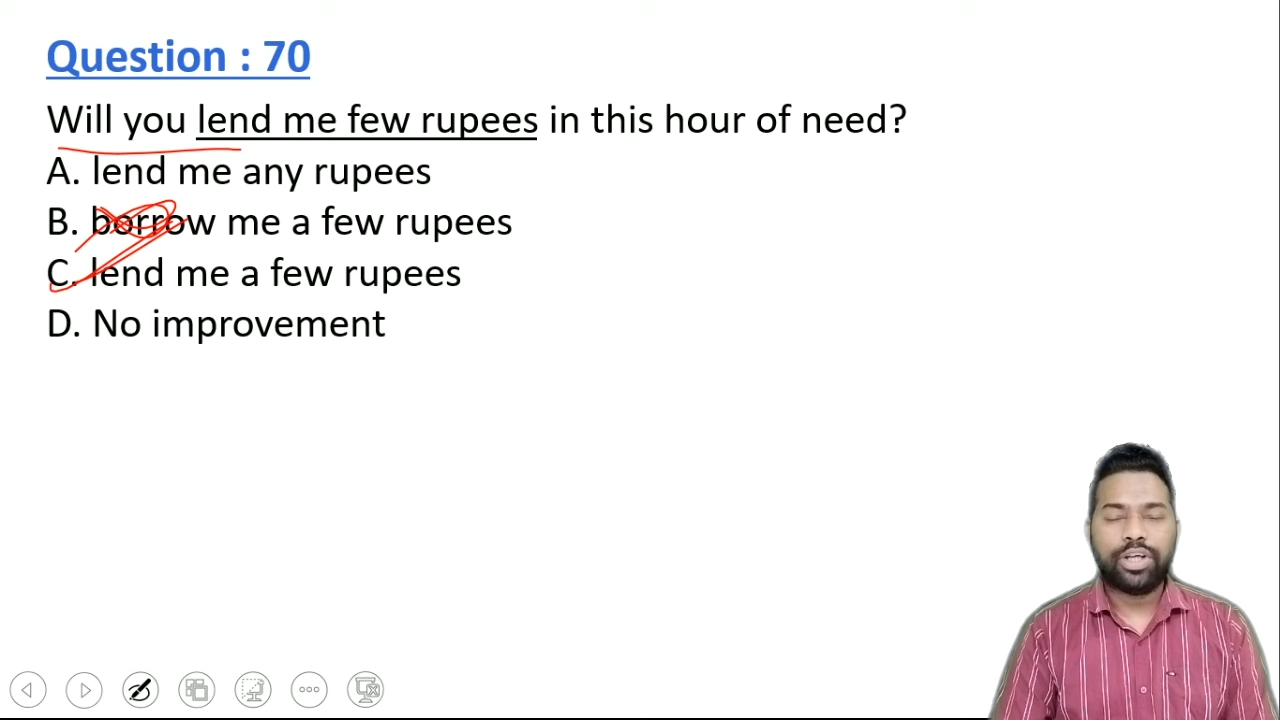 Question : 70
Will you lend me few rupees in this hour of need?
A. lend me any rupees
B. borrow me a few rupees
C. lend me a few rupees
D. No improvement